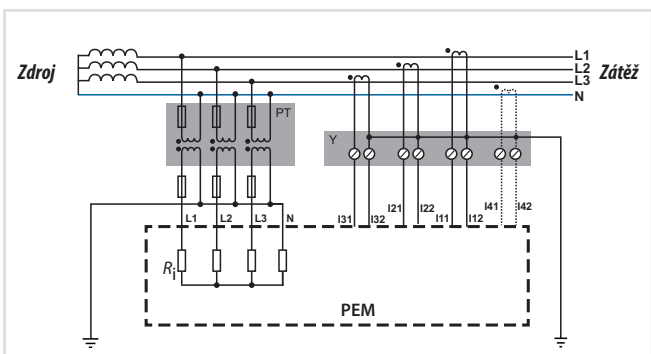 L1
L2
L3
N
Zdroj
Zátěž
PT
Y
L1 L2 L3 N
I31 I32 I21 I22 I11 I12 I41 I42
Ri
PEM